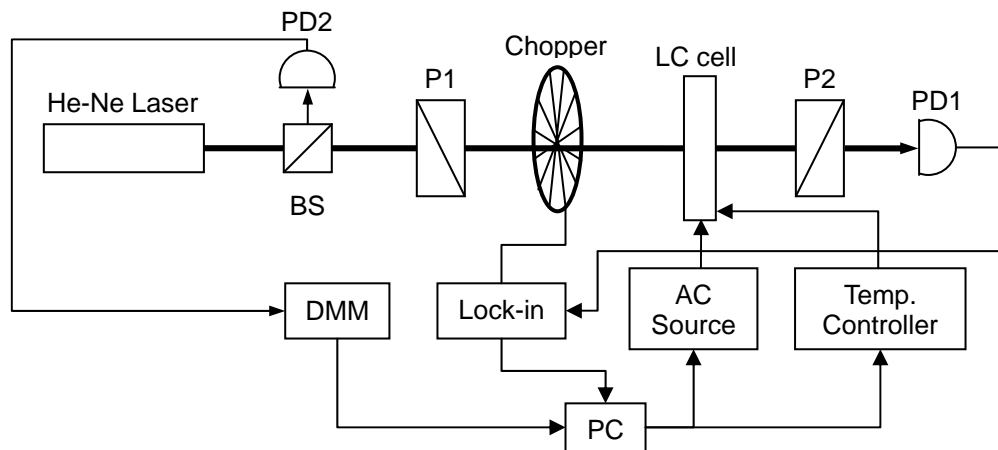 PD2
Chopper
LC cell
P1
P2
PD1
He-Ne Laser
BS
DMM
Lock-in
AC
Source
Temp.
Controller
PC